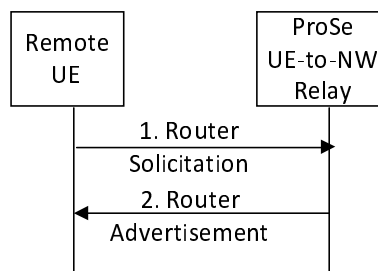 Remote
UE
ProSe
UE-to-NW
Relay
1. Router
Solicitation
2. Router
Advertisement